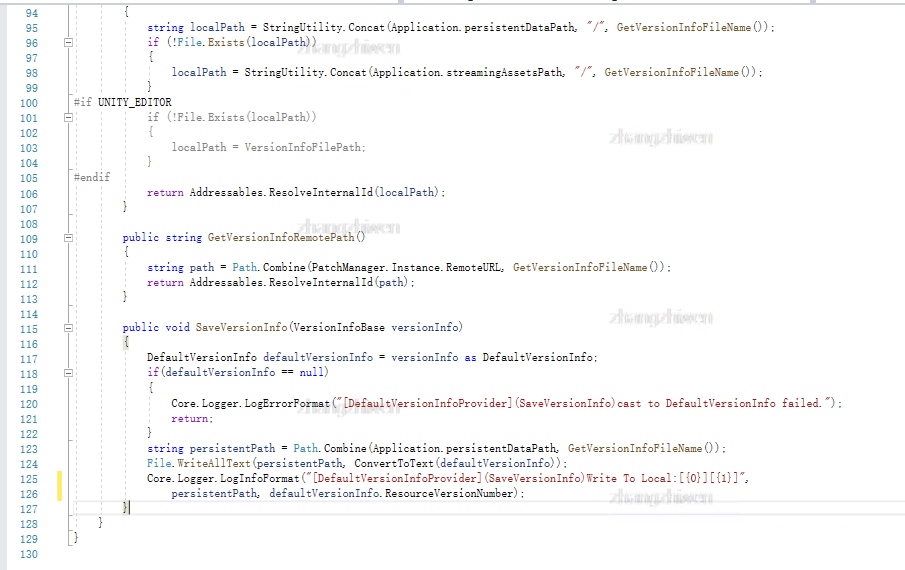 94 {
95 string localPath = StringUtility.Concat(Application.persistentDataPath, "/", GetVersionInfoFileName());
96 if (!File.Exists(localPath))
97 {
98 localPath = StringUtility.Concat(Application.streamingAssetsPath, "/", GetVersionInfoFileName());
99 }
100 #if UNITY_EDITOR
101 if (!File.Exists(localPath))
102 {
103 localPath = VersionInfoFilePath;
104 }
105 #endif
106 return Addressables.ResolveInternalId(localPath);
107 }
108
109 public string GetVersionInfoRemotePath()
110 {
111 string path = Path.Combine(PatchManager.Instance.RemoteURL, GetVersionInfoFileName());
112 return Addressables.ResolveInternalId(path);
113 }
114
115 public void SaveVersionInfo(VersionInfoBase versionInfo)
116 {
117 DefaultVersionInfo defaultVersionInfo = versionInfo as DefaultVersionInfo;
118 if(defaultVersionInfo == null)
119 {
120 Core.Logger.LogErrorFormat("[DefaultVersionInfoProvider](SaveVersionInfo)cast to DefaultVersionInfo failed.");
121 return;
122 }
123 string persistentPath = Path.Combine(Application.persistentDataPath, GetVersionInfoFileName());
124 File.WriteAllText(persistentPath, ConvertToText(defaultVersionInfo));
125 Core.Logger.LogInfoFormat("[DefaultVersionInfoProvider](SaveVersionInfo)Write To Local:[{0}][{1}]",
126 persistentPath, defaultVersionInfo.ResourceVersionNumber);
127 }
128 }
129 }
130
zhangzhiwen
zhangzhiwen
zhangzhiwen
zhangzhiwen
zhangzhiwen
zhangzhiwen